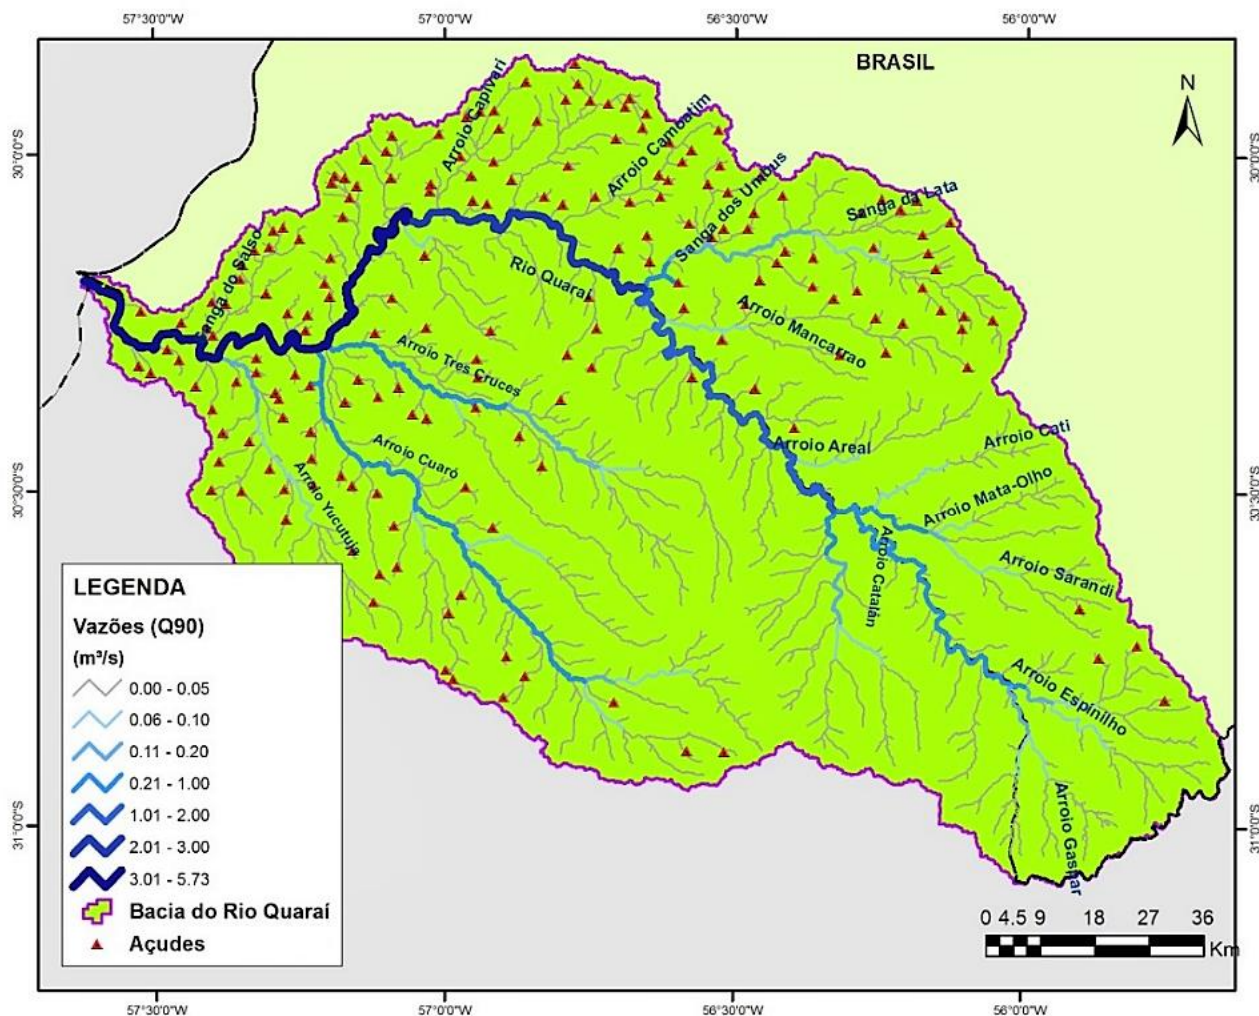 57°30'0"W
57°0'0"W
56°30'0"W
56°0'0"W
BRASIL
N
30°0'0"S
30°0'0"S
Arroio Capivari
Arroio Camoatim
Sanga dos Umbus
Sanga da Lata
Sanga do Salso
Rio Quaraí
Arroio Mancarrao
Arroio Tres Cruces
Arroio Areal
Arroio Cati
Arroio Cuaró
Arroio Mata-Olho
30°30'0"S
30°30'0"S
Arroio Yucutuja
Arroio Catalán
Arroio Sarandi
Arroio Espinilho
Arroio Gaspar
31°0'0"S
31°0'0"S
LEGENDA
Vazões (Q90)
(m³/s)
0.00 - 0.05
0.06 - 0.10
0.11 - 0.20
0.21 - 1.00
1.01 - 2.00
2.01 - 3.00
3.01 - 5.73
Bacia do Rio Quaraí
Açudes
0 4.5 9 18 27 36
Km
57°30'0"W
57°0'0"W
56°30'0"W
56°0'0"W